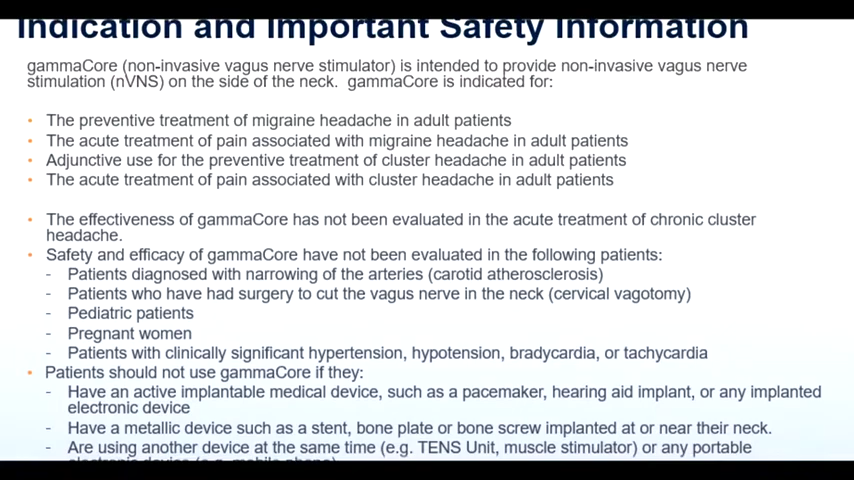 Indication and Important Safety Information
gammaCore (non-invasive vagus nerve stimulator) is intended to provide non-invasive vagus nerve
stimulation (nVNS) on the side of the neck.  gammaCore is indicated for:
• The preventive treatment of migraine headache in adult patients
• The acute treatment of pain associated with migraine headache in adult patients
• Adjunctive use for the preventive treatment of cluster headache in adult patients
• The acute treatment of pain associated with cluster headache in adult patients
• The effectiveness of gammaCore has not been evaluated in the acute treatment of chronic cluster
headache.
• Safety and efficacy of gammaCore have not been evaluated in the following patients:
- Patients diagnosed with narrowing of the arteries (carotid atherosclerosis)
- Patients who have had surgery to cut the vagus nerve in the neck (cervical vagotomy)
- Pediatric patients
- Pregnant women
- Patients with clinically significant hypertension, hypotension, bradycardia, or tachycardia
• Patients should not use gammaCore if they:
- Have an active implantable medical device, such as a pacemaker, hearing aid implant, or any implanted
electronic device
- Have a metallic device such as a stent, bone plate or bone screw implanted at or near their neck.
- Are using another device at the same time (e.g. TENS Unit, muscle stimulator) or any portable
electronic device (e.g. mobile phone)